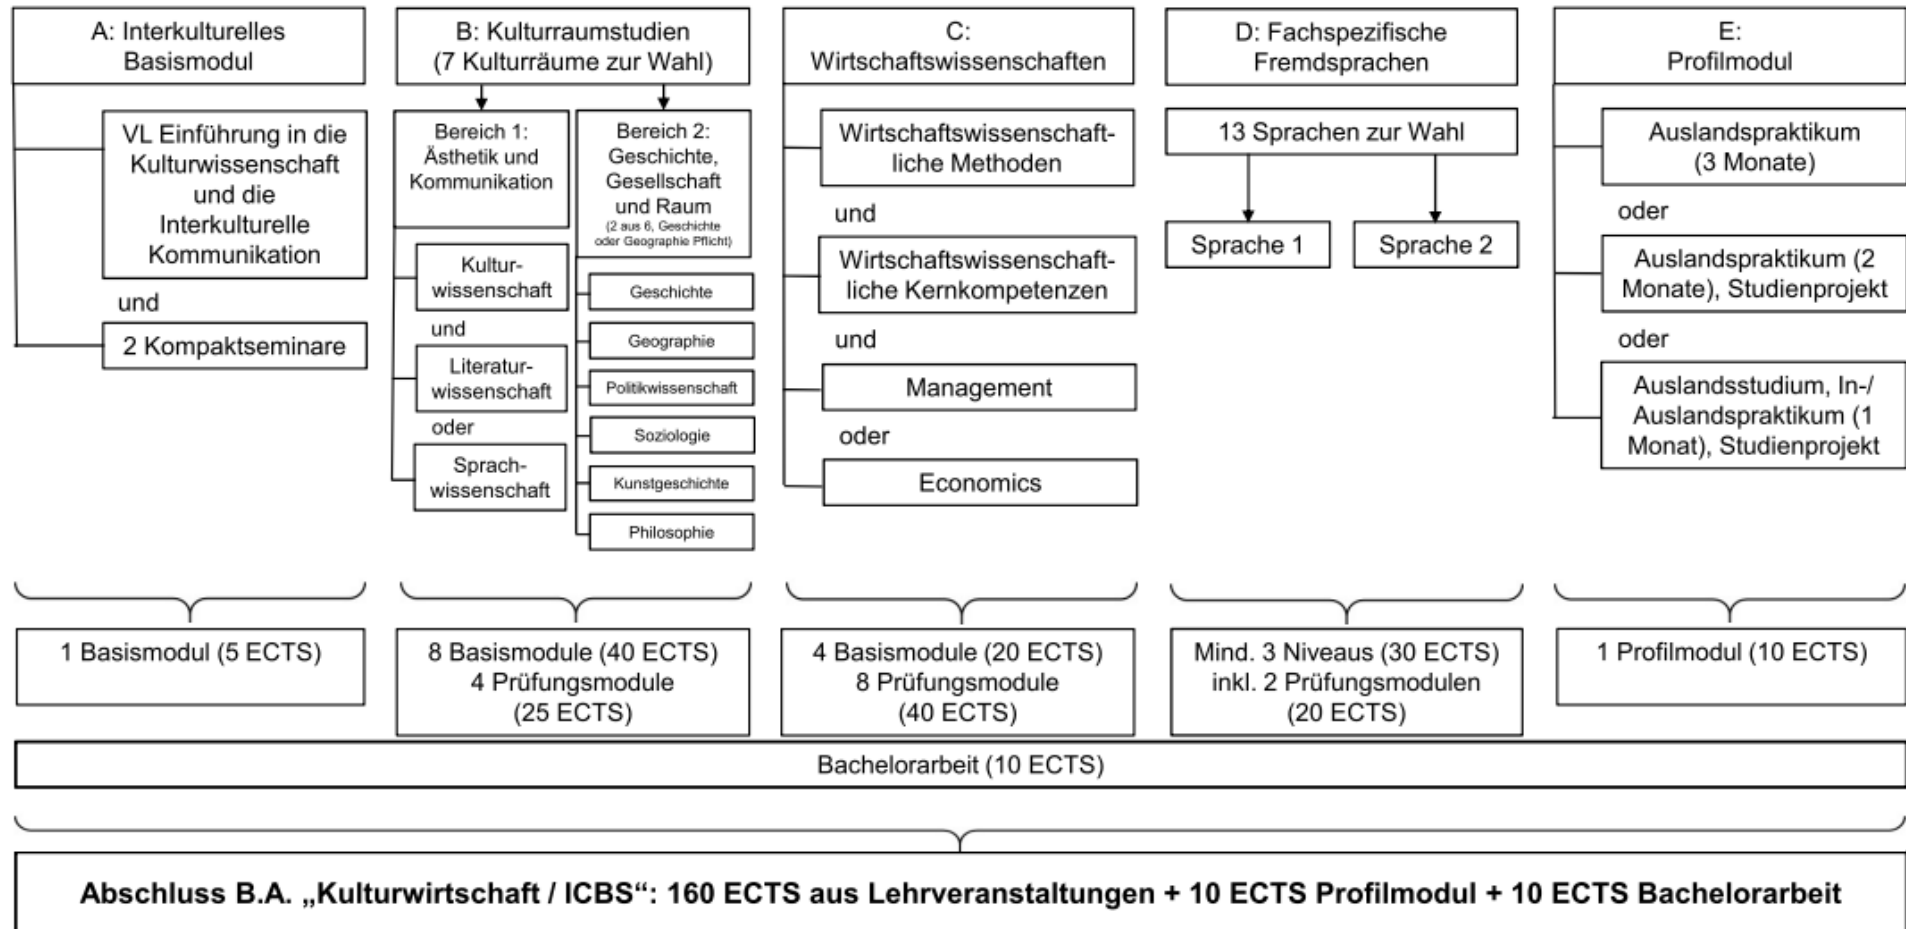 A: Interkulturelles
Basismodul
VL Einführung in die
Kulturwissenschaft
und die
Interkulturelle
Kommunikation
und
2 Kompaktseminare
1 Basismodul (5 ECTS)
B: Kulturraumstudien
(7 Kulturräume zur Wahl)
Bereich 1:
Ästhetik und
Kommunikation
Kultur-
wissenschaft
und
Literatur-
wissenschaft
oder
Sprach-
wissenschaft
Bereich 2:
Geschichte,
Gesellschaft
und Raum
(2 aus 6, Geschichte
oder Geographie Pflicht)
Geschichte
Geographie
Politikwissenschaft
Soziologie
Kunstgeschichte
Philosophie
8 Basismodule (40 ECTS)
4 Prüfungsmodule
(25 ECTS)
C:
Wirtschaftswissenschaften
Wirtschaftswissenschaft-
liche Methoden
und
Wirtschaftswissenschaft-
liche Kernkompetenzen
und
Management
oder
Economics
4 Basismodule (20 ECTS)
8 Prüfungsmodule
(40 ECTS)
D: Fachspezifische
Fremdsprachen
13 Sprachen zur Wahl
Sprache 1
Sprache 2
Mind. 3 Niveaus (30 ECTS)
inkl. 2 Prüfungsmodulen
(20 ECTS)
E:
Profilmodul
Auslandspraktikum
(3 Monate)
oder
Auslandspraktikum (2
Monate), Studienprojekt
oder
Auslandsstudium, In-/
Auslandspraktikum (1
Monat), Studienprojekt
1 Profilmodul (10 ECTS)
Bachelorarbeit (10 ECTS)
Abschluss B.A. „Kulturwirtschaft / ICBS“: 160 ECTS aus Lehrveranstaltungen + 10 ECTS Profilmodul + 10 ECTS Bachelorarbeit